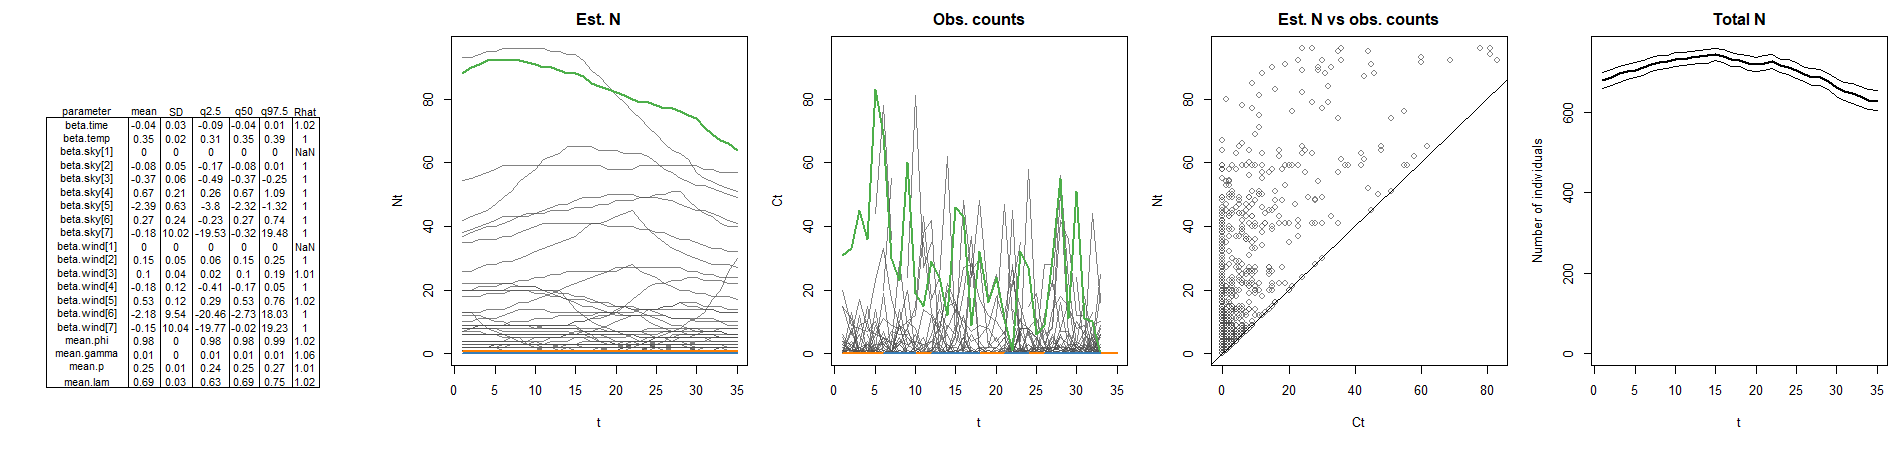 parameter mean SD q2.5 q50 q97.5 Rhat
beta.time -0.04 0.03 -0.09 -0.04 0.01 1.02
beta.temp 0.35 0.02 0.31 0.35 0.39 1
beta.sky[1] 0 0 0 0 0 NaN
beta.sky[2] -0.08 0.05 -0.17 -0.08 0.01 1
beta.sky[3] -0.37 0.06 -0.49 -0.37 -0.25 1
beta.sky[4] 0.67 0.21 0.26 0.67 1.09 1
beta.sky[5] -2.39 0.63 -3.8 -2.32 -1.32 1
beta.sky[6] 0.27 0.24 -0.23 0.27 0.74 1
beta.sky[7] -0.18 10.02 -19.53 -0.32 19.48 1
beta.wind[1] 0 0 0 0 0 NaN
beta.wind[2] 0.15 0.05 0.06 0.15 0.25 1
beta.wind[3] 0.1 0.04 0.02 0.1 0.19 1.01
beta.wind[4] -0.18 0.12 -0.41 -0.17 0.05 1
beta.wind[5] 0.53 0.12 0.29 0.53 0.76 1.02
beta.wind[6] -2.18 9.54 -20.46 -2.73 18.03 1
beta.wind[7] -0.15 10.04 -19.77 -0.02 19.23 1
mean.phi 0.98 0 0.98 0.98 0.99 1.02
mean.gamma 0.01 0 0.01 0.01 0.01 1.06
mean.p 0.25 0.01 0.24 0.25 0.27 1.01
mean.lam 0.69 0.03 0.63 0.69 0.75 1.02
Est. N
Nt
80
60
40
20
0
0 5 10 15 20 25 30 35
t
Obs. counts
Ct
80
60
40
20
0
0 5 10 15 20 25 30 35
t
Est. N vs obs. counts
Nt
80
60
40
20
0
0 20 40 60 80
Ct
Total N
Number of individuals
600
400
200
0
0 5 10 15 20 25 30 35
t